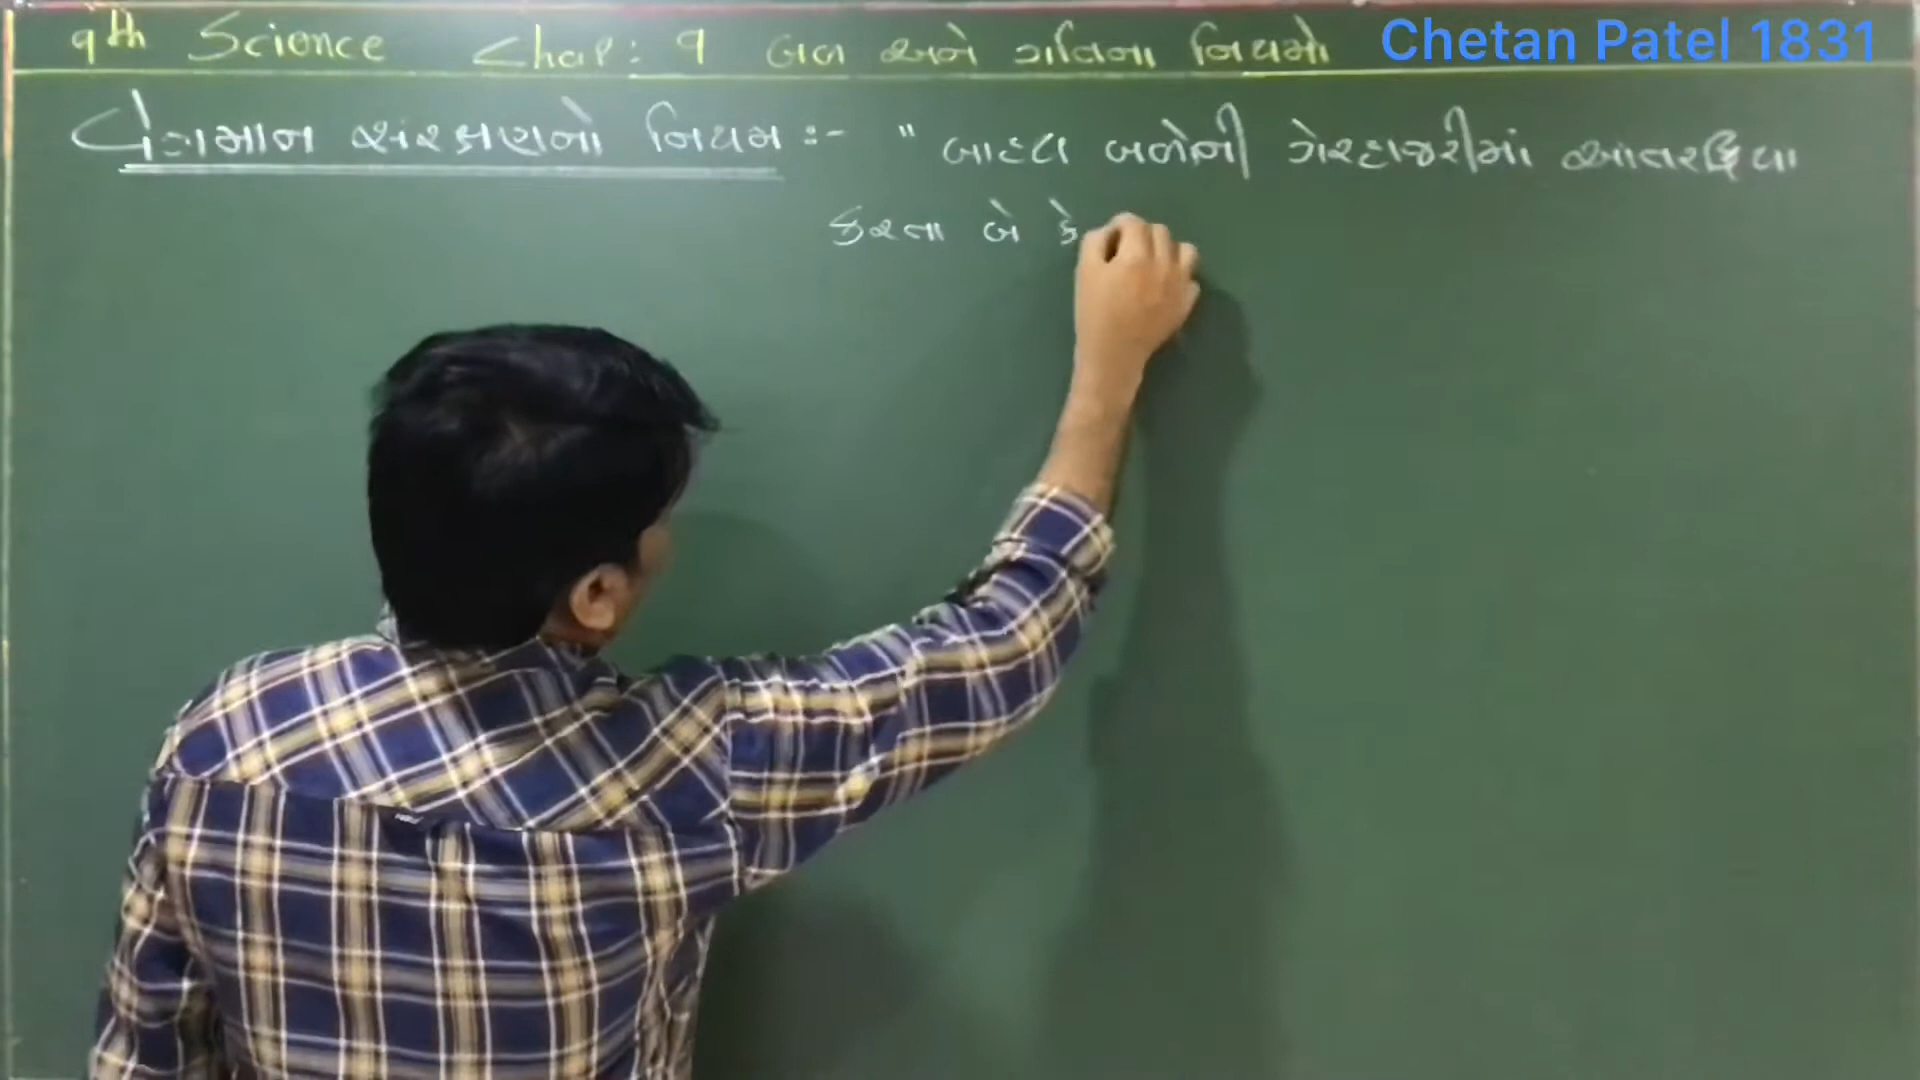 9th Science Chap: 9 બળ અને ગતિના નિયમો Chetan Patel 1831
વેગમાન સંરક્ષણનો નિયમ :- " બાહ્ય બળોની ગેરહાજરીમાં આંતરક્રિયા
કરતા બે કે